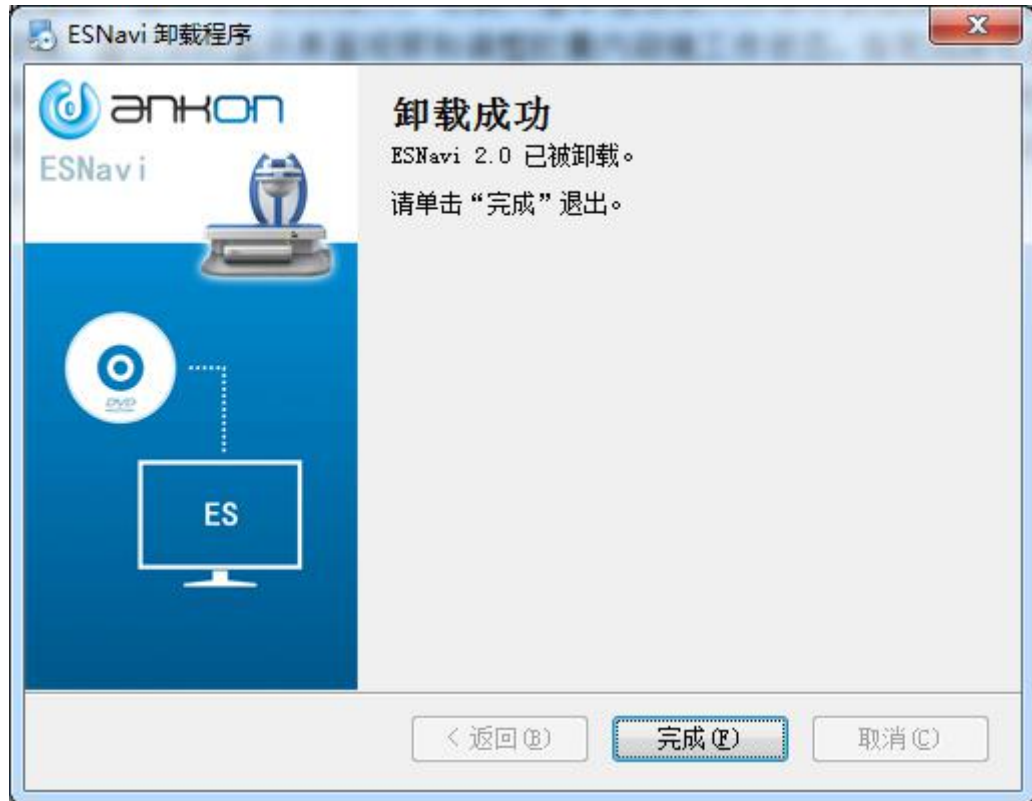 ESNavi 卸载程序
ankon
ESNavi
卸载成功
ESNavi 2.0 已被卸载。
请单击“完成”退出。
DVD
ES
< 返回(B)
完成(F)
取消(C)